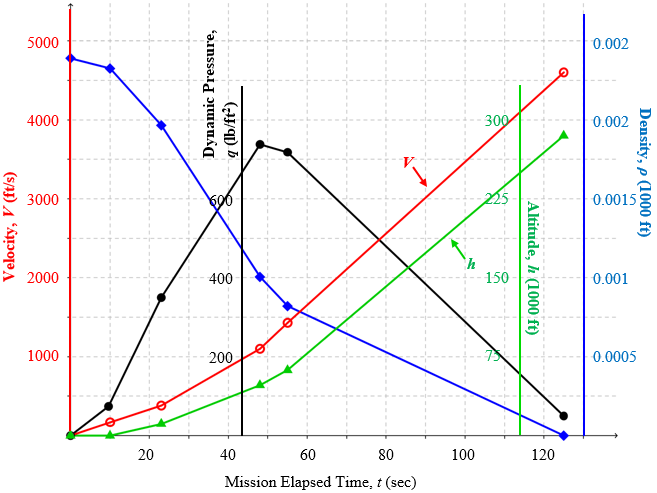 5000
4000
3000
2000
1000
Velocity, V (ft/s)
Dynamic Pressure,
q (lb/ft²)
600
400
200
V
h
300
225
150
75
Altitude, h (1000 ft)
0.002
0.002
0.0015
0.001
0.0005
Density, ρ (1000 ft)
20
40
60
80
100
120
Mission Elapsed Time, t (sec)